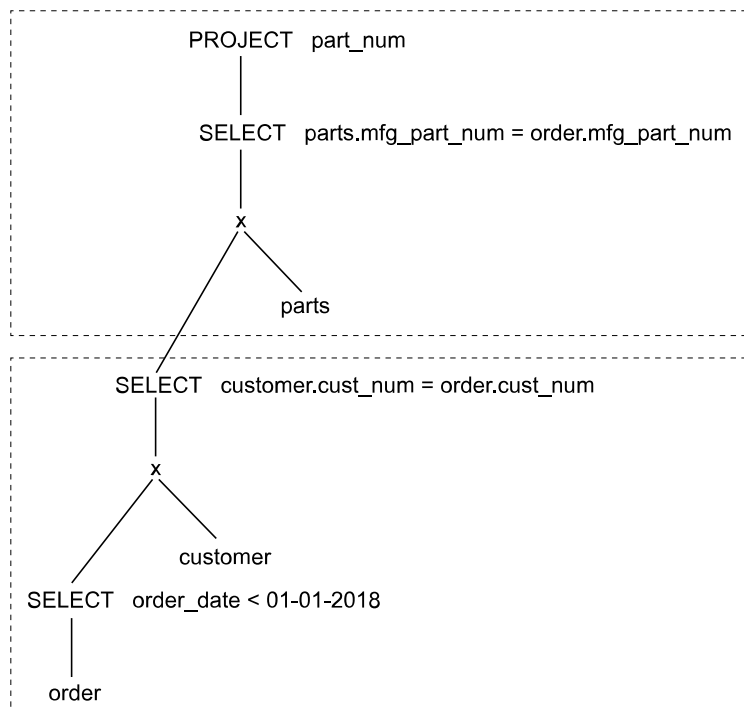 PROJECT part_num
SELECT parts.mfg_part_num = order.mfg_part_num
x
parts
SELECT customer.cust_num = order.cust_num
x
customer
SELECT order_date < 01-01-2018
order